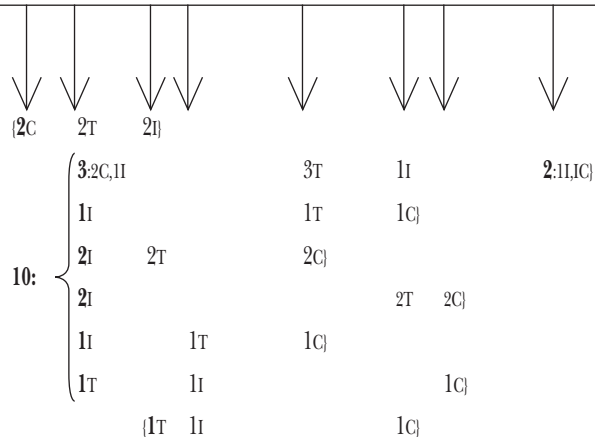 {2C 2T 2I}
3:2C,1I 3T 1I 2:1I,IC}
1I 1T 1C}
2I 2T 2C}
10:
2I 2T 2C}
1I 1T 1C}
1T 1I 1C}
{1T 1I 1C}